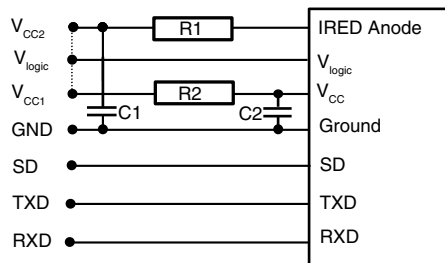 VCC2 R1 IRED Anode
Vlogic Vlogic
VCC1 R2 VCC
C1 C2
GND Ground
SD SD
TXD TXD
RXD RXD